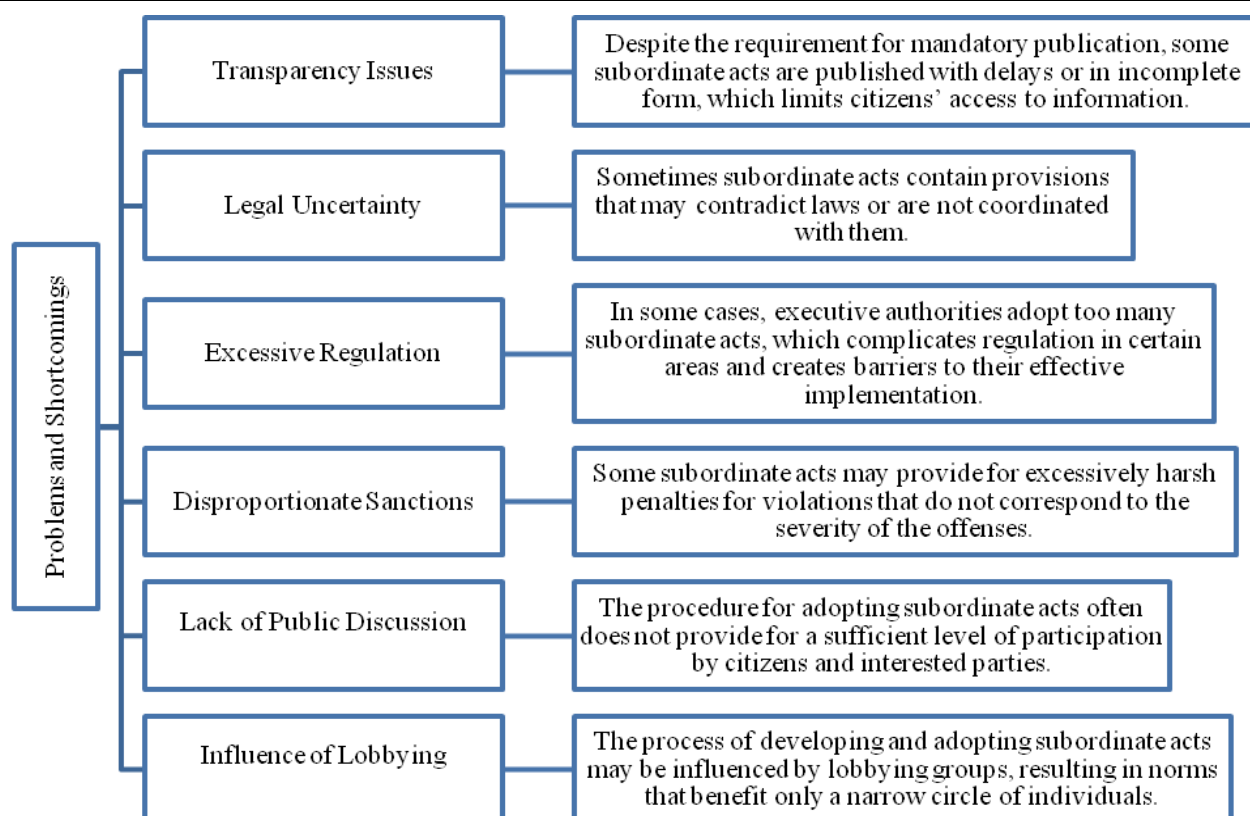 Problems and Shortcomings
Transparency Issues
Despite the requirement for mandatory publication, some
subordinate acts are published with delays or in incomplete
form, which limits citizens’ access to information.
Legal Uncertainty
Sometimes subordinate acts contain provisions
that may contradict laws or are not coordinated
with them.
Excessive Regulation
In some cases, executive authorities adopt too many
subordinate acts, which complicates regulation in certain
areas and creates barriers to their effective
implementation.
Disproportionate Sanctions
Some subordinate acts may provide for excessively harsh
penalties for violations that do not correspond to the
severity of the offenses.
Lack of Public Discussion
The procedure for adopting subordinate acts often
does not provide for a sufficient level of participation
by citizens and interested parties.
Influence of Lobbying
The process of developing and adopting subordinate acts
may be influenced by lobbying groups, resulting in norms
that benefit only a narrow circle of individuals.